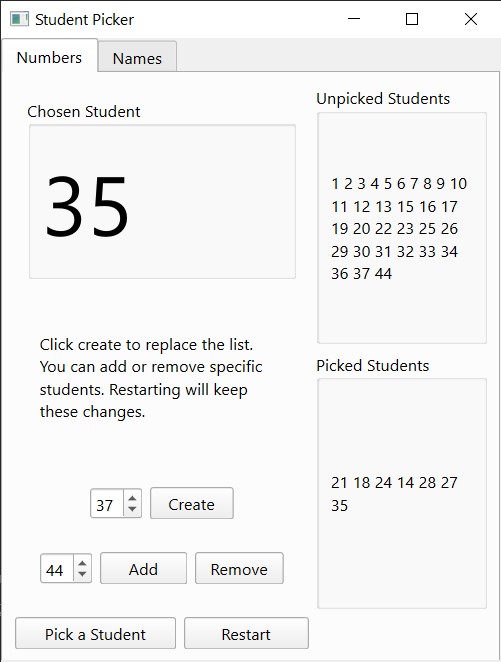 Student Picker
Numbers
Names
Chosen Student
35
Unpicked Students
1 2 3 4 5 6 7 8 9 10
11 12 13 15 16 17
19 20 22 23 25 26
29 30 31 32 33 34
36 37 44
Click create to replace the list.
You can add or remove specific
students. Restarting will keep
these changes.
Picked Students
21 18 24 14 28 27
35
37
Create
44
Add
Remove
Pick a Student
Restart